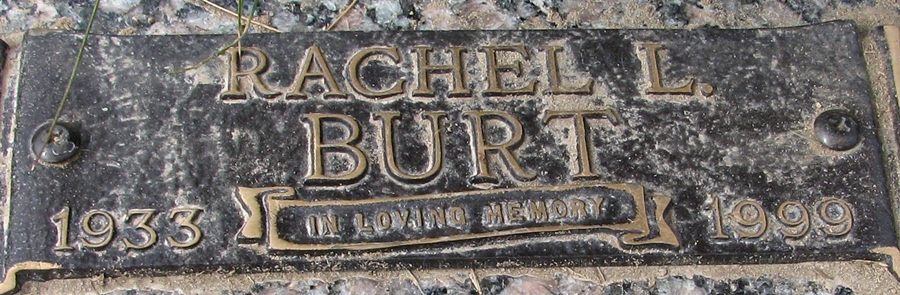 RACHEL L.
BURT
1933 IN LOVING MEMORY 1999